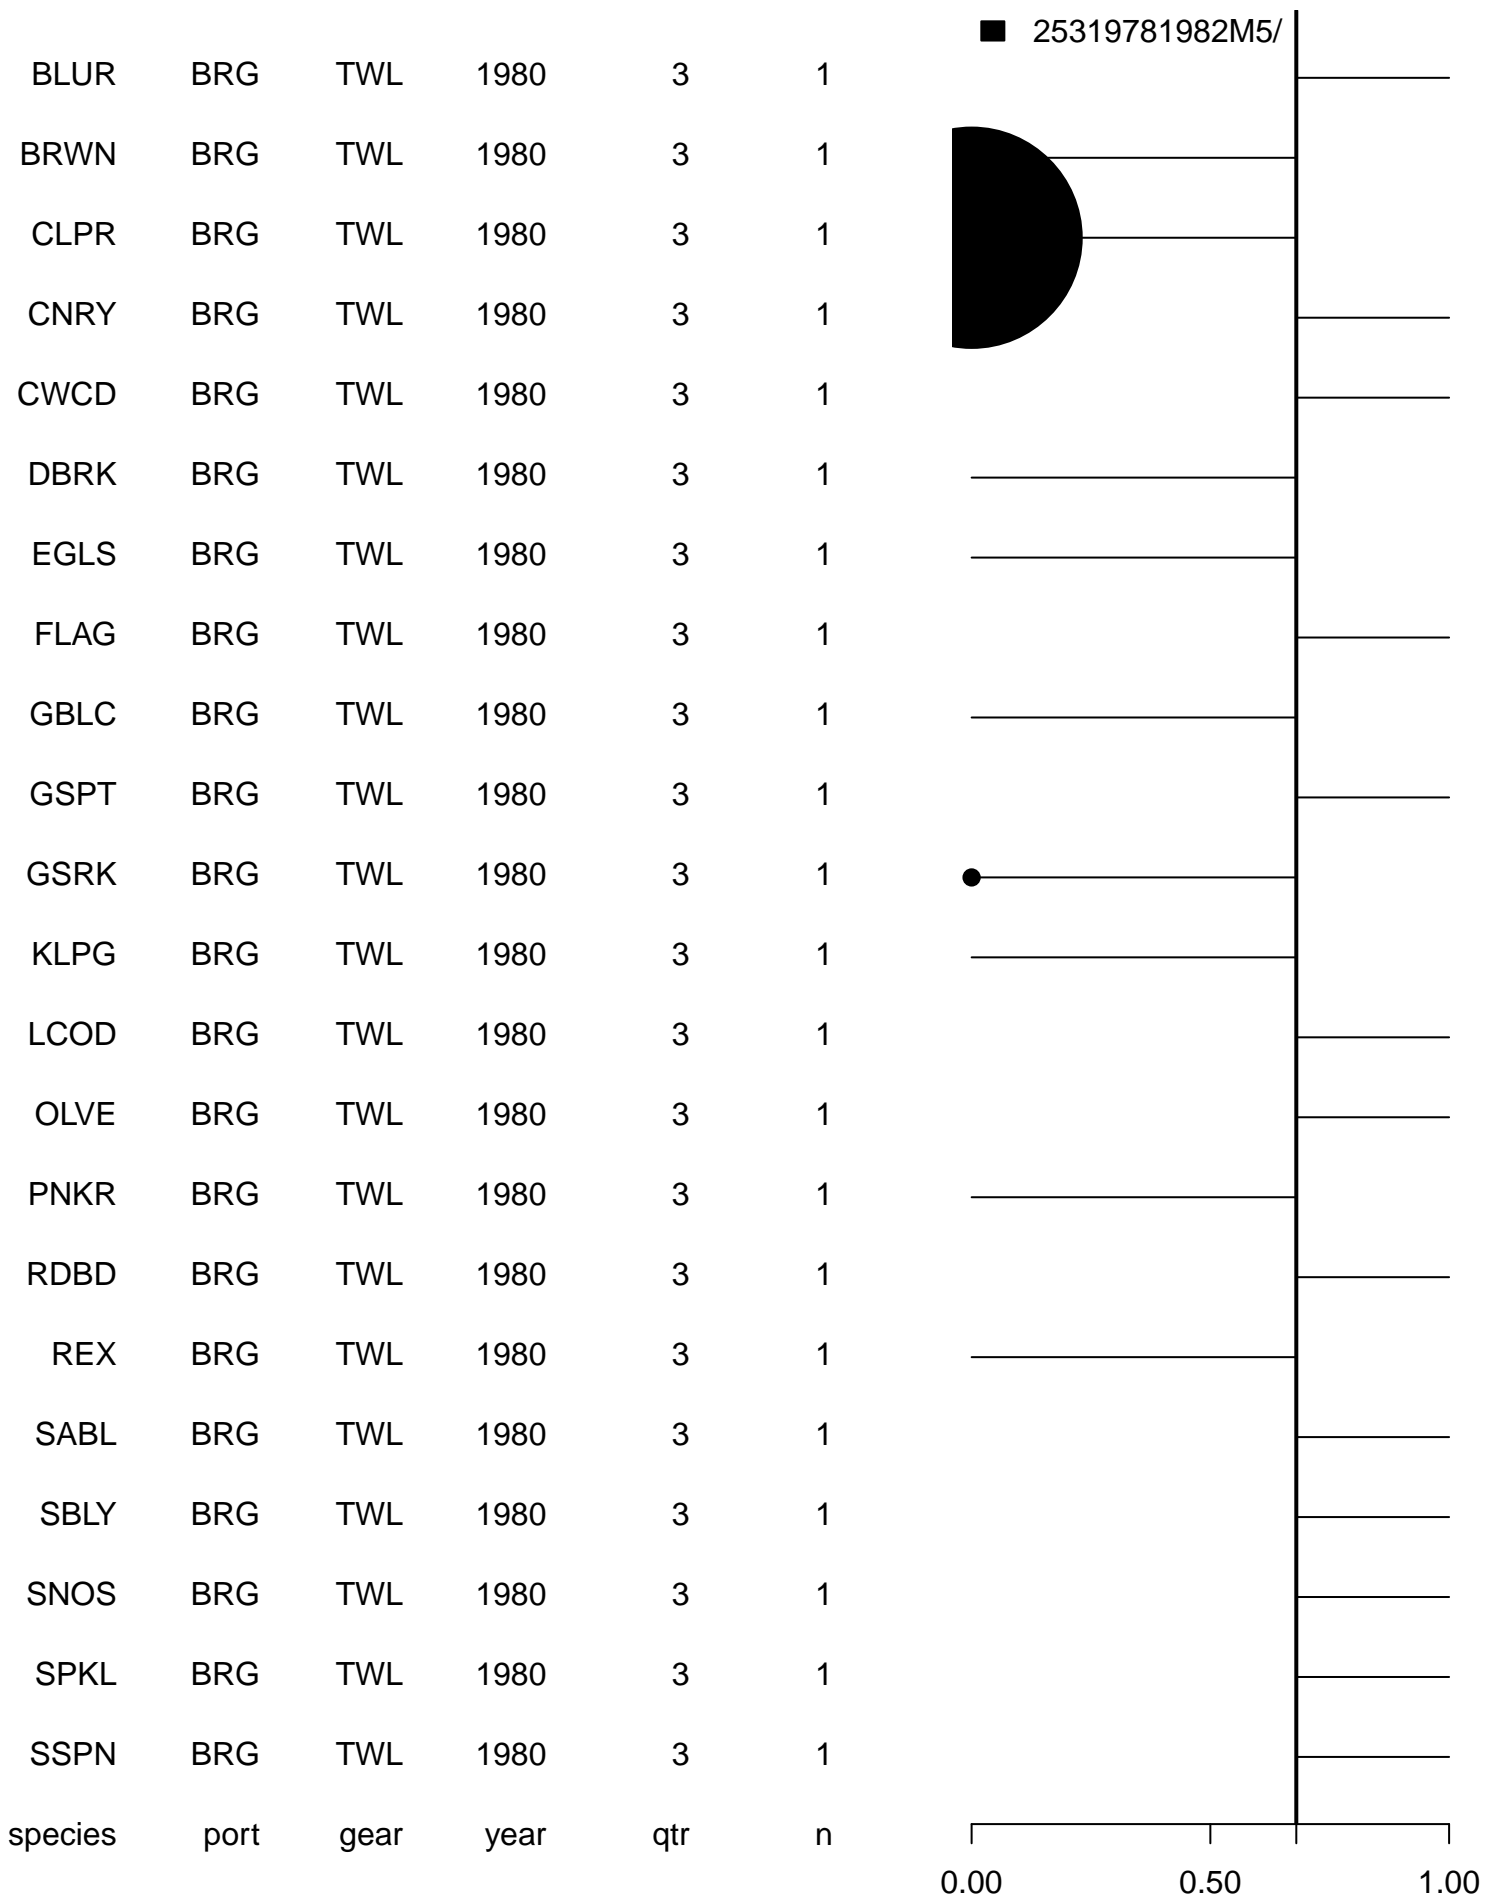 25319781982M5/
BLUR BRG TWL 1980 3 1
BRWN BRG TWL 1980 3 1
CLPR BRG TWL 1980 3 1
CNRY BRG TWL 1980 3 1
CWCD BRG TWL 1980 3 1
DBRK BRG TWL 1980 3 1
EGLS BRG TWL 1980 3 1
FLAG BRG TWL 1980 3 1
GBLC BRG TWL 1980 3 1
GSPT BRG TWL 1980 3 1
GSRK BRG TWL 1980 3 1
KLPG BRG TWL 1980 3 1
LCOD BRG TWL 1980 3 1
OLVE BRG TWL 1980 3 1
PNKR BRG TWL 1980 3 1
RDBD BRG TWL 1980 3 1
REX BRG TWL 1980 3 1
SABL BRG TWL 1980 3 1
SBLY BRG TWL 1980 3 1
SNOS BRG TWL 1980 3 1
SPKL BRG TWL 1980 3 1
SSPN BRG TWL 1980 3 1
species port gear year qtr n
0.00 0.50 1.00